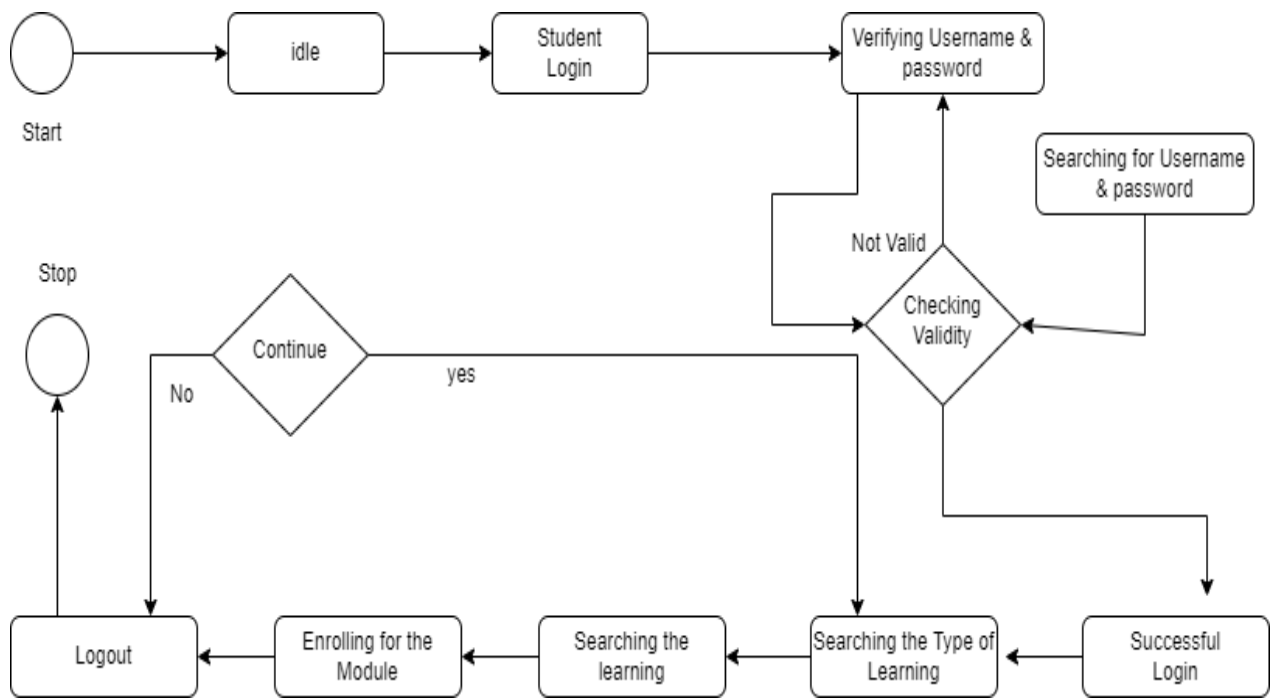 idle
Student
Login
Verifying Username &
password
Start
Searching for Username
& password
Not Valid
Stop
Checking
Validity
Continue
yes
No
Logout
Enrolling for the
Module
Searching the
learning
Searching the Type of
Learning
Successful
Login